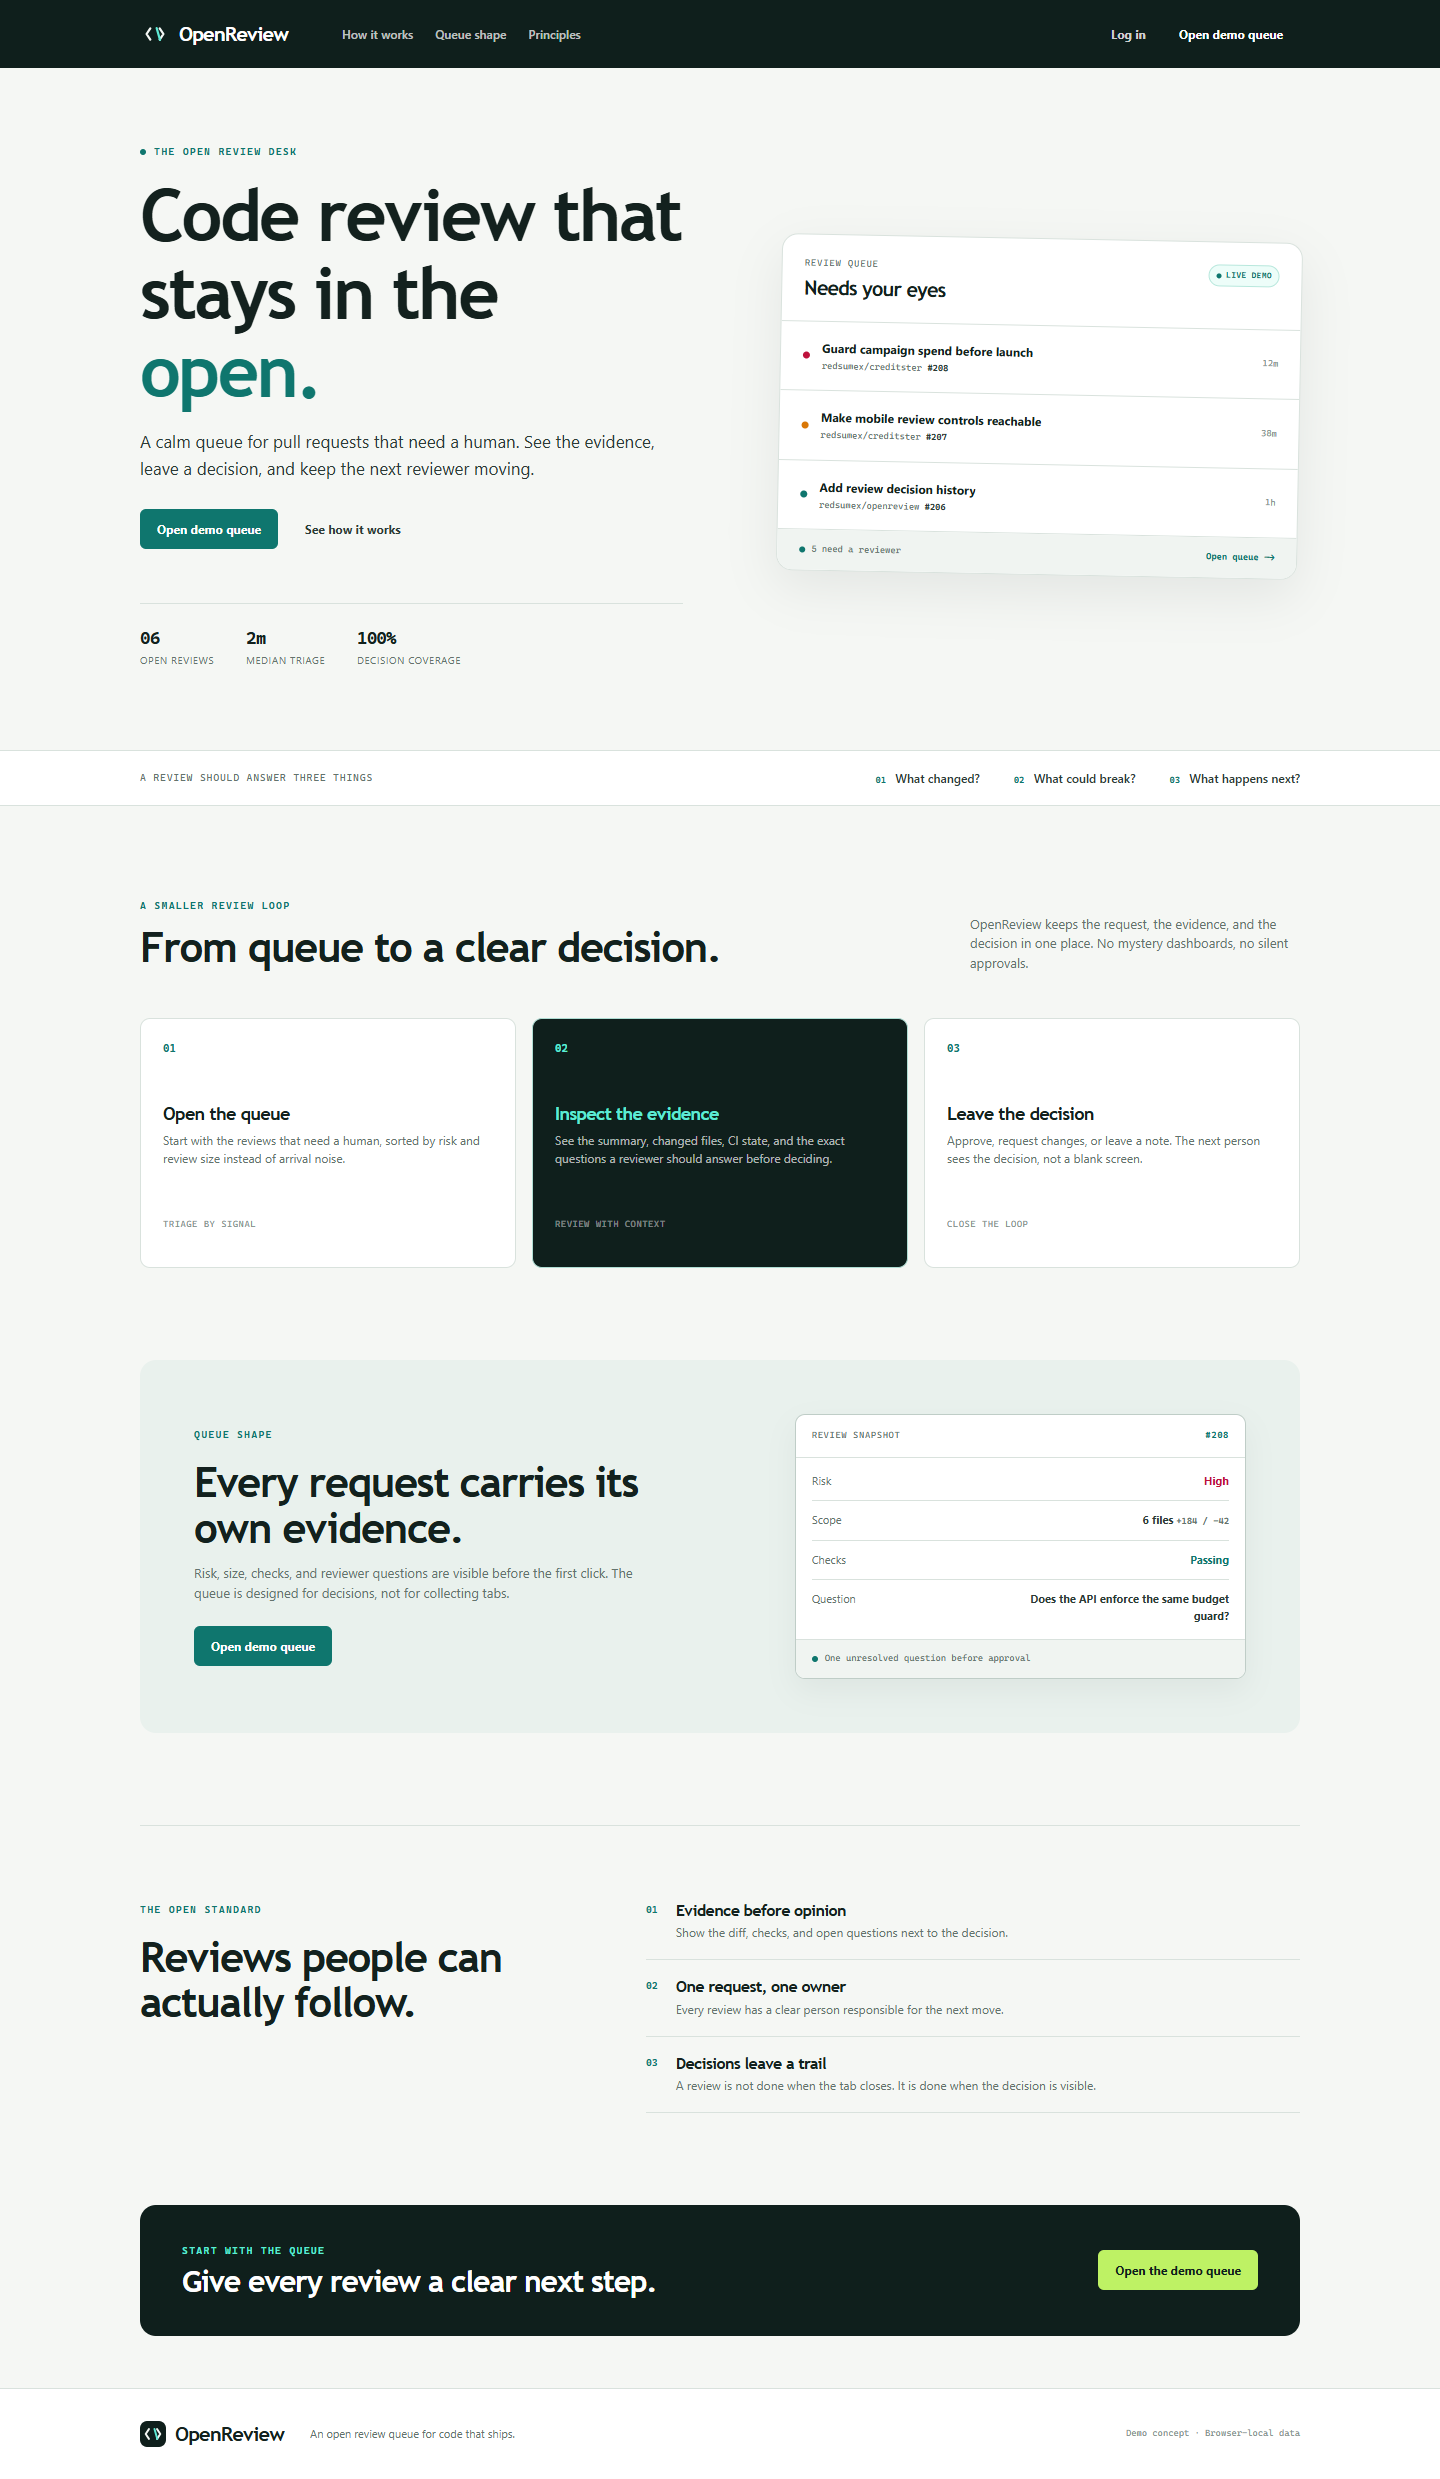 OpenReview
How it works
Queue shape
Principles
Log in
Open demo queue
THE OPEN REVIEW DESK
Code review that
stays in the
open.
A calm queue for pull requests that need a human. See the evidence,
leave a decision, and keep the next reviewer moving.
Open demo queue
See how it works
06
OPEN REVIEWS
2m
MEDIAN TRIAGE
100%
DECISION COVERAGE
REVIEW QUEUE
Needs your eyes
LIVE DEMO
Guard campaign spend before launch
redsumex/creditster #208
12m
Make mobile review controls reachable
redsumex/creditster #207
38m
Add review decision history
redsumex/openreview #206
1h
5 need a reviewer
Open queue →
A REVIEW SHOULD ANSWER THREE THINGS
01 What changed?
02 What could break?
03 What happens next?
A SMALLER REVIEW LOOP
From queue to a clear decision.
OpenReview keeps the request, the evidence, and the
decision in one place. No mystery dashboards, no silent
approvals.
01
Open the queue
Start with the reviews that need a human, sorted by risk and
review size instead of arrival noise.
TRIAGE BY SIGNAL
02
Inspect the evidence
See the summary, changed files, CI state, and the exact
questions a reviewer should answer before deciding.
REVIEW WITH CONTEXT
03
Leave the decision
Approve, request changes, or leave a note. The next person
sees the decision, not a blank screen.
CLOSE THE LOOP
QUEUE SHAPE
Every request carries its
own evidence.
Risk, size, checks, and reviewer questions are visible before the first click. The
queue is designed for decisions, not for collecting tabs.
Open demo queue
REVIEW SNAPSHOT
#208
Risk
High
Scope
6 files +184 / −42
Checks
Passing
Question
Does the API enforce the same budget
guard?
One unresolved question before approval
THE OPEN STANDARD
Reviews people can
actually follow.
01
Evidence before opinion
Show the diff, checks, and open questions next to the decision.
02
One request, one owner
Every review has a clear person responsible for the next move.
03
Decisions leave a trail
A review is not done when the tab closes. It is done when the decision is visible.
START WITH THE QUEUE
Give every review a clear next step.
Open the demo queue
OpenReview
An open review queue for code that ships.
Demo concept · Browser-local data